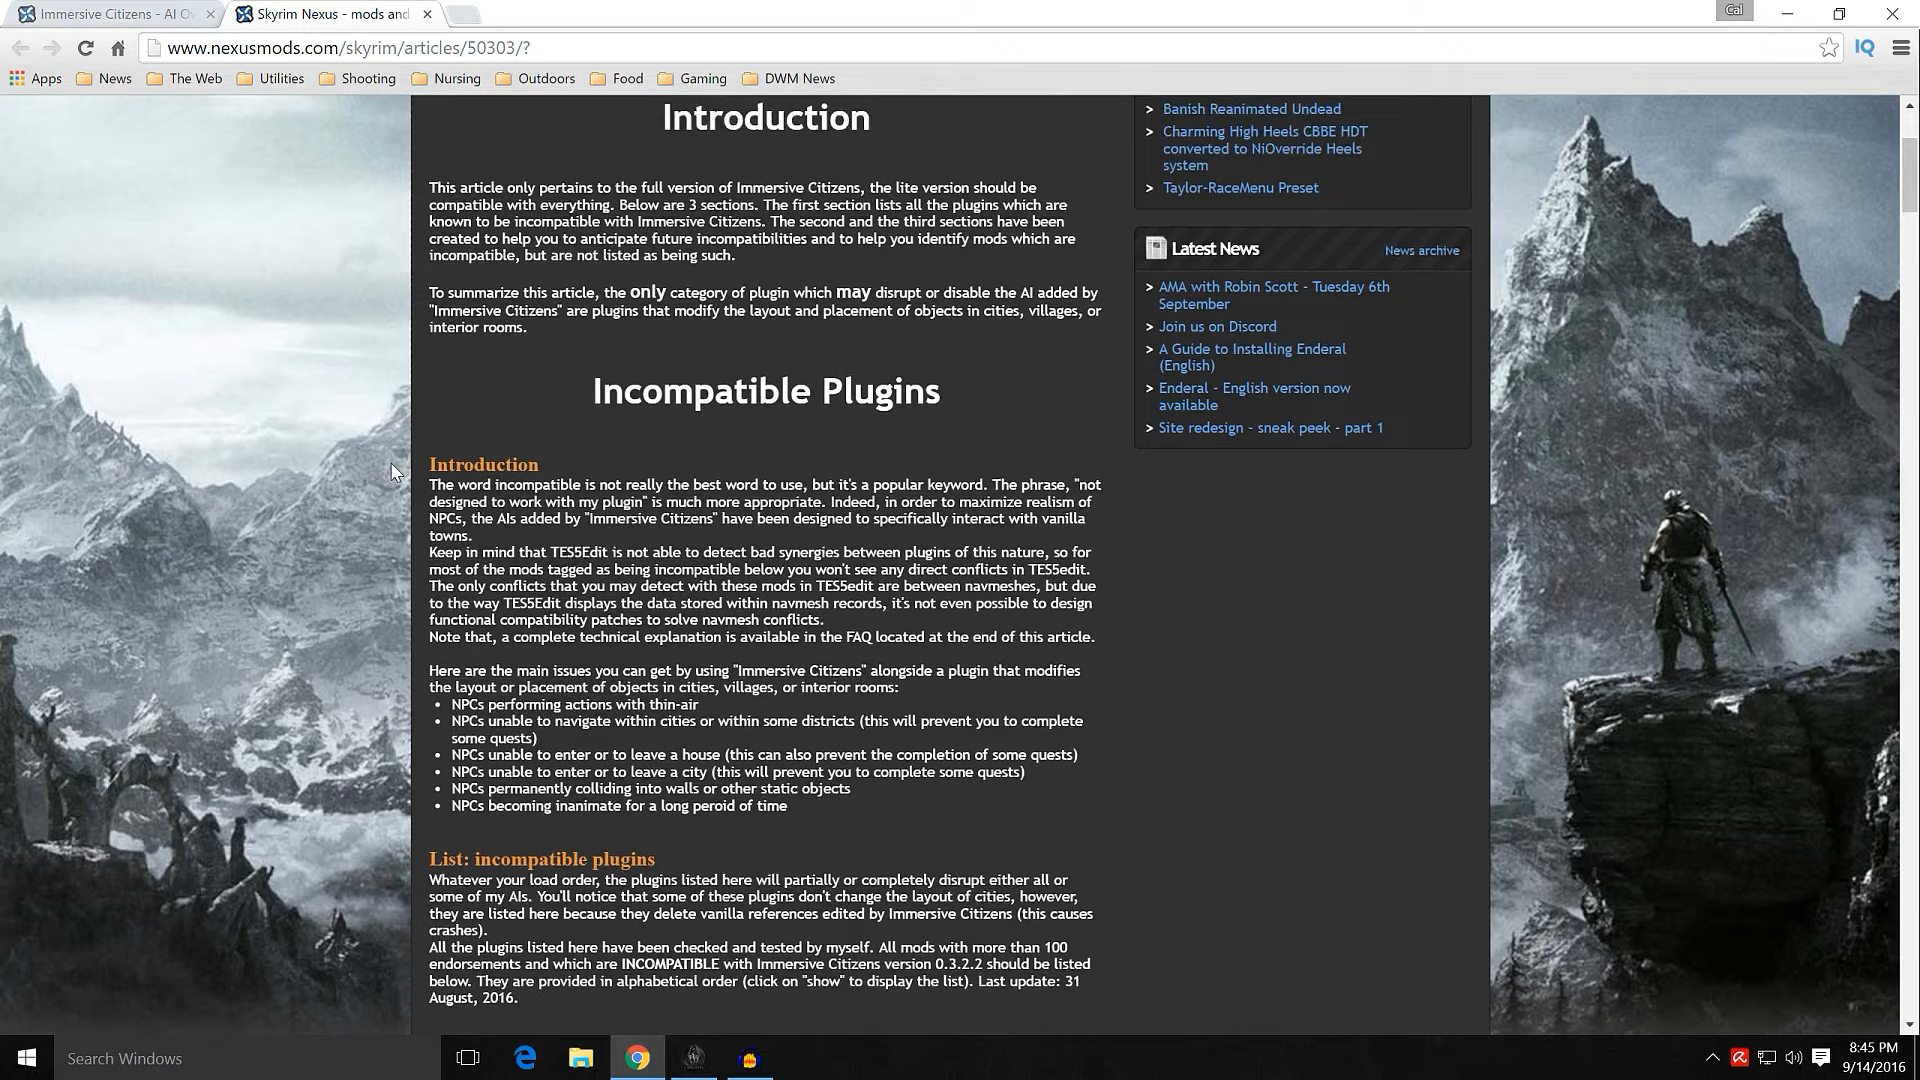 Immersive Citizens - AI O
Skyrim Nexus - mods and
Cal
www.nexusmods.com/skyrim/articles/50303/?
IQ
Apps
News
The Web
Utilities
Shooting
Nursing
Outdoors
Food
Gaming
DWM News
Introduction
This article only pertains to the full version of Immersive Citizens, the lite version should be
compatible with everything. Below are 3 sections. The first section lists all the plugins which are
known to be incompatible with Immersive Citizens. The second and the third sections have been
created to help you to anticipate future incompatibilities and to help you identify mods which are
incompatible, but are not listed as being such.
To summarize this article, the only category of plugin which may disrupt or disable the AI added by
"Immersive Citizens" are plugins that modify the layout and placement of objects in cities, villages, or
interior rooms.
Incompatible Plugins
Introduction
The word incompatible is not really the best word to use, but it's a popular keyword. The phrase, "not
designed to work with my plugin" is much more appropriate. Indeed, in order to maximize realism of
NPCs, the AIs added by "Immersive Citizens" have been designed to specifically interact with vanilla
towns.
Keep in mind that TES5Edit is not able to detect bad synergies between plugins of this nature, so for
most of the mods tagged as being incompatible below you won't see any direct conflicts in TES5edit.
The only conflicts that you may detect with these mods in TES5edit are between navmeshes, but due
to the way TES5Edit displays the data stored within navmesh records, it's not even possible to design
functional compatibility patches to solve navmesh conflicts.
Note that, a complete technical explanation is available in the FAQ located at the end of this article.
Here are the main issues you can get by using "Immersive Citizens" alongside a plugin that modifies
the layout or placement of objects in cities, villages, or interior rooms:
• NPCs performing actions with thin-air
• NPCs unable to navigate within cities or within some districts (this will prevent you to complete
some quests)
• NPCs unable to enter or to leave a house (this can also prevent the completion of some quests)
• NPCs unable to enter or to leave a city (this will prevent you to complete some quests)
• NPCs permanently colliding into walls or other static objects
• NPCs becoming inanimate for a long peroid of time
List: incompatible plugins
Whatever your load order, the plugins listed here will partially or completely disrupt either all or
some of my AIs. You'll notice that some of these plugins don't change the layout of cities, however,
they are listed here because they delete vanilla references edited by Immersive Citizens (this causes
crashes).
All the plugins listed here have been checked and tested by myself. All mods with more than 100
endorsements and which are INCOMPATIBLE with Immersive Citizens version 0.3.2.2 should be listed
below. They are provided in alphabetical order (click on "show" to display the list). Last update: 31
August, 2016.
> Banish Reanimated Undead
> Charming High Heels CBBE HDT
converted to NiOverride Heels
system
> Taylor-RaceMenu Preset
Latest News
News archive
> AMA with Robin Scott - Tuesday 6th
September
> Join us on Discord
> A Guide to Installing Enderal
(English)
> Enderal - English version now
available
> Site redesign - sneak peek - part 1
Search Windows
8:45 PM
9/14/2016